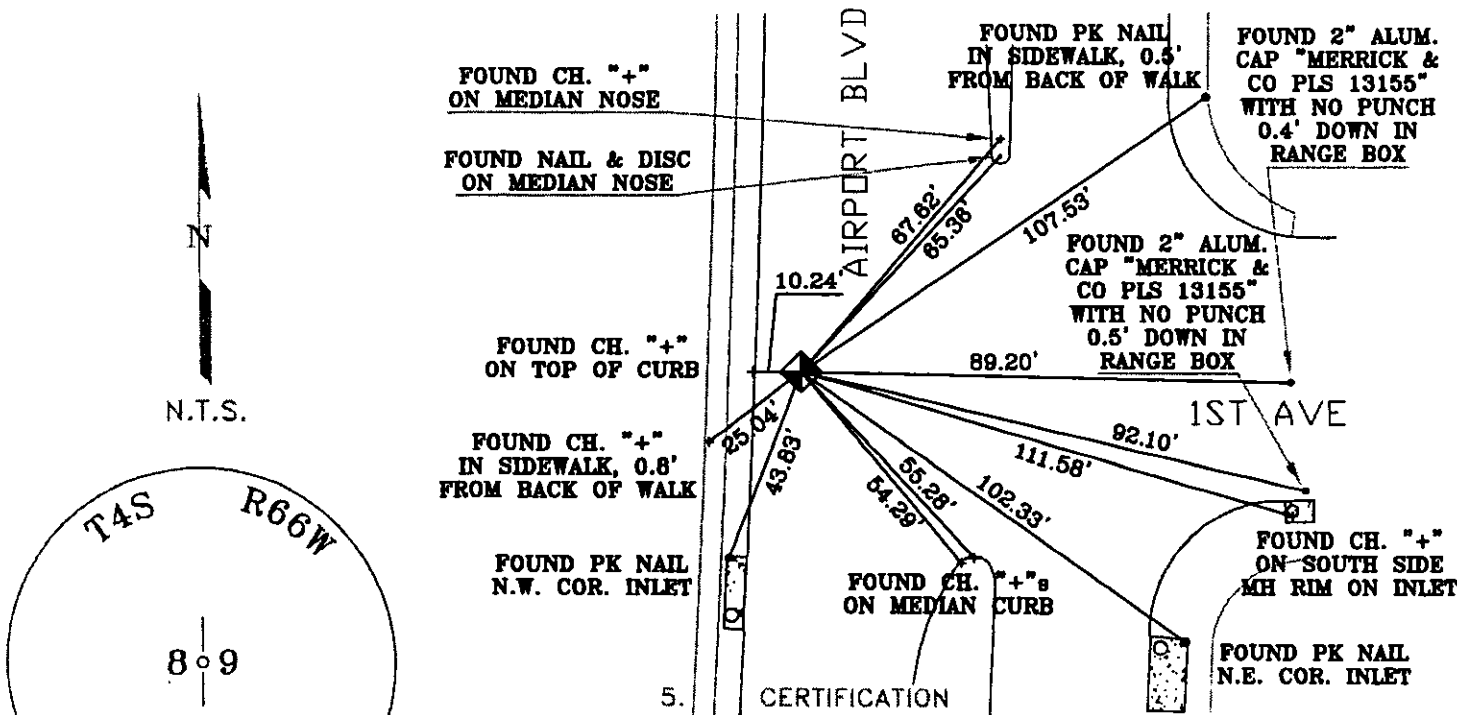 FOUND CH. "+"
ON MEDIAN NOSE
FOUND NAIL & DISC
ON MEDIAN NOSE
AIRPORT BLVD
FOUND PK NAIL
IN SIDEWALK, 0.5'
FROM BACK OF WALK
FOUND 2" ALUM.
CAP "MERRICK &
CO PLS 13155"
WITH NO PUNCH
0.4' DOWN IN
RANGE BOX
67.62'
65.36'
107.53'
FOUND 2" ALUM.
CAP "MERRICK &
CO PLS 13155"
WITH NO PUNCH
0.5' DOWN IN
RANGE BOX
N
N.T.S.
10.24'
FOUND CH. "+"
ON TOP OF CURB
89.20'
1ST AVE
FOUND CH. "+"
IN SIDEWALK, 0.8'
FROM BACK OF WALK
25.04'
43.83'
55.28'
54.29'
102.33'
92.10'
111.58'
T4S R66W
8 9
FOUND PK NAIL
N.W. COR. INLET
FOUND CH. "+"s
ON MEDIAN CURB
FOUND CH. "+"
ON SOUTH SIDE
MH RIM ON INLET
FOUND PK NAIL
N.E. COR. INLET
5. CERTIFICATION